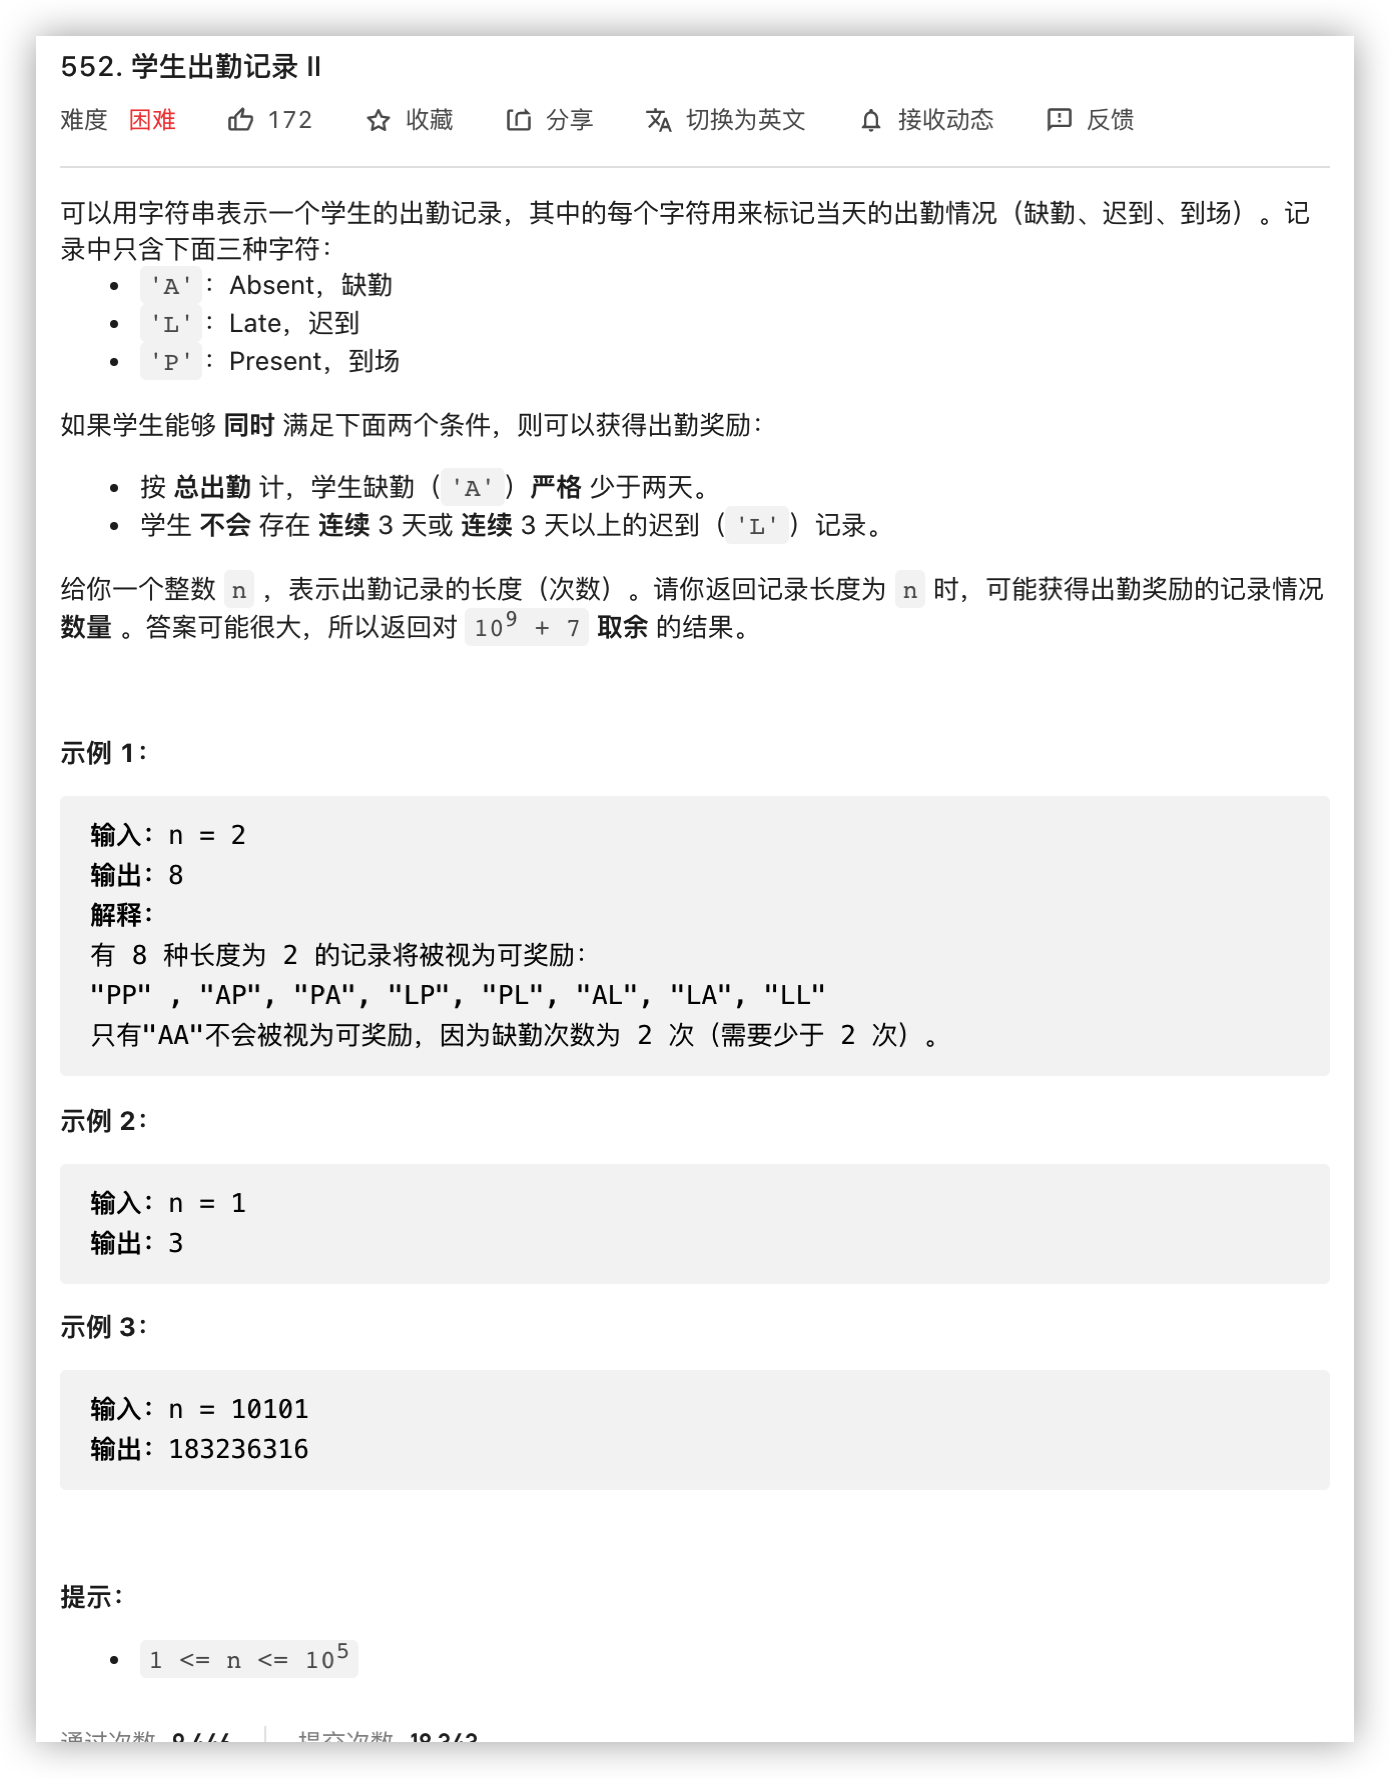 552. 学生出勤记录 II
难度 困难 172 收藏 分享 切换为英文 接收动态 反馈
可以用字符串表示一个学生的出勤记录，其中的每个字符用来标记当天的出勤情况（缺勤、迟到、到场）。记
录中只含下面三种字符：
• 'A'：Absent，缺勤
• 'L'：Late，迟到
• 'P'：Present，到场
如果学生能够 同时 满足下面两个条件，则可以获得出勤奖励：
• 按 总出勤 计，学生缺勤（'A'）严格 少于两天。
• 学生 不会 存在 连续 3 天或 连续 3 天以上的迟到（'L'）记录。
给你一个整数 n ，表示出勤记录的长度（次数）。请你返回记录长度为 n 时，可能获得出勤奖励的记录情况
数量 。答案可能很大，所以返回对 10⁹ + 7 取余 的结果。
示例 1：
输入：n = 2
输出：8
解释：
有 8 种长度为 2 的记录将被视为可奖励：
"PP" , "AP", "PA", "LP", "PL", "AL", "LA", "LL"
只有"AA"不会被视为可奖励，因为缺勤次数为 2 次（需要少于 2 次）。
示例 2：
输入：n = 1
输出：3
示例 3：
输入：n = 10101
输出：183236316
提示：
• 1 <= n <= 10⁵
通过次数 提交次数